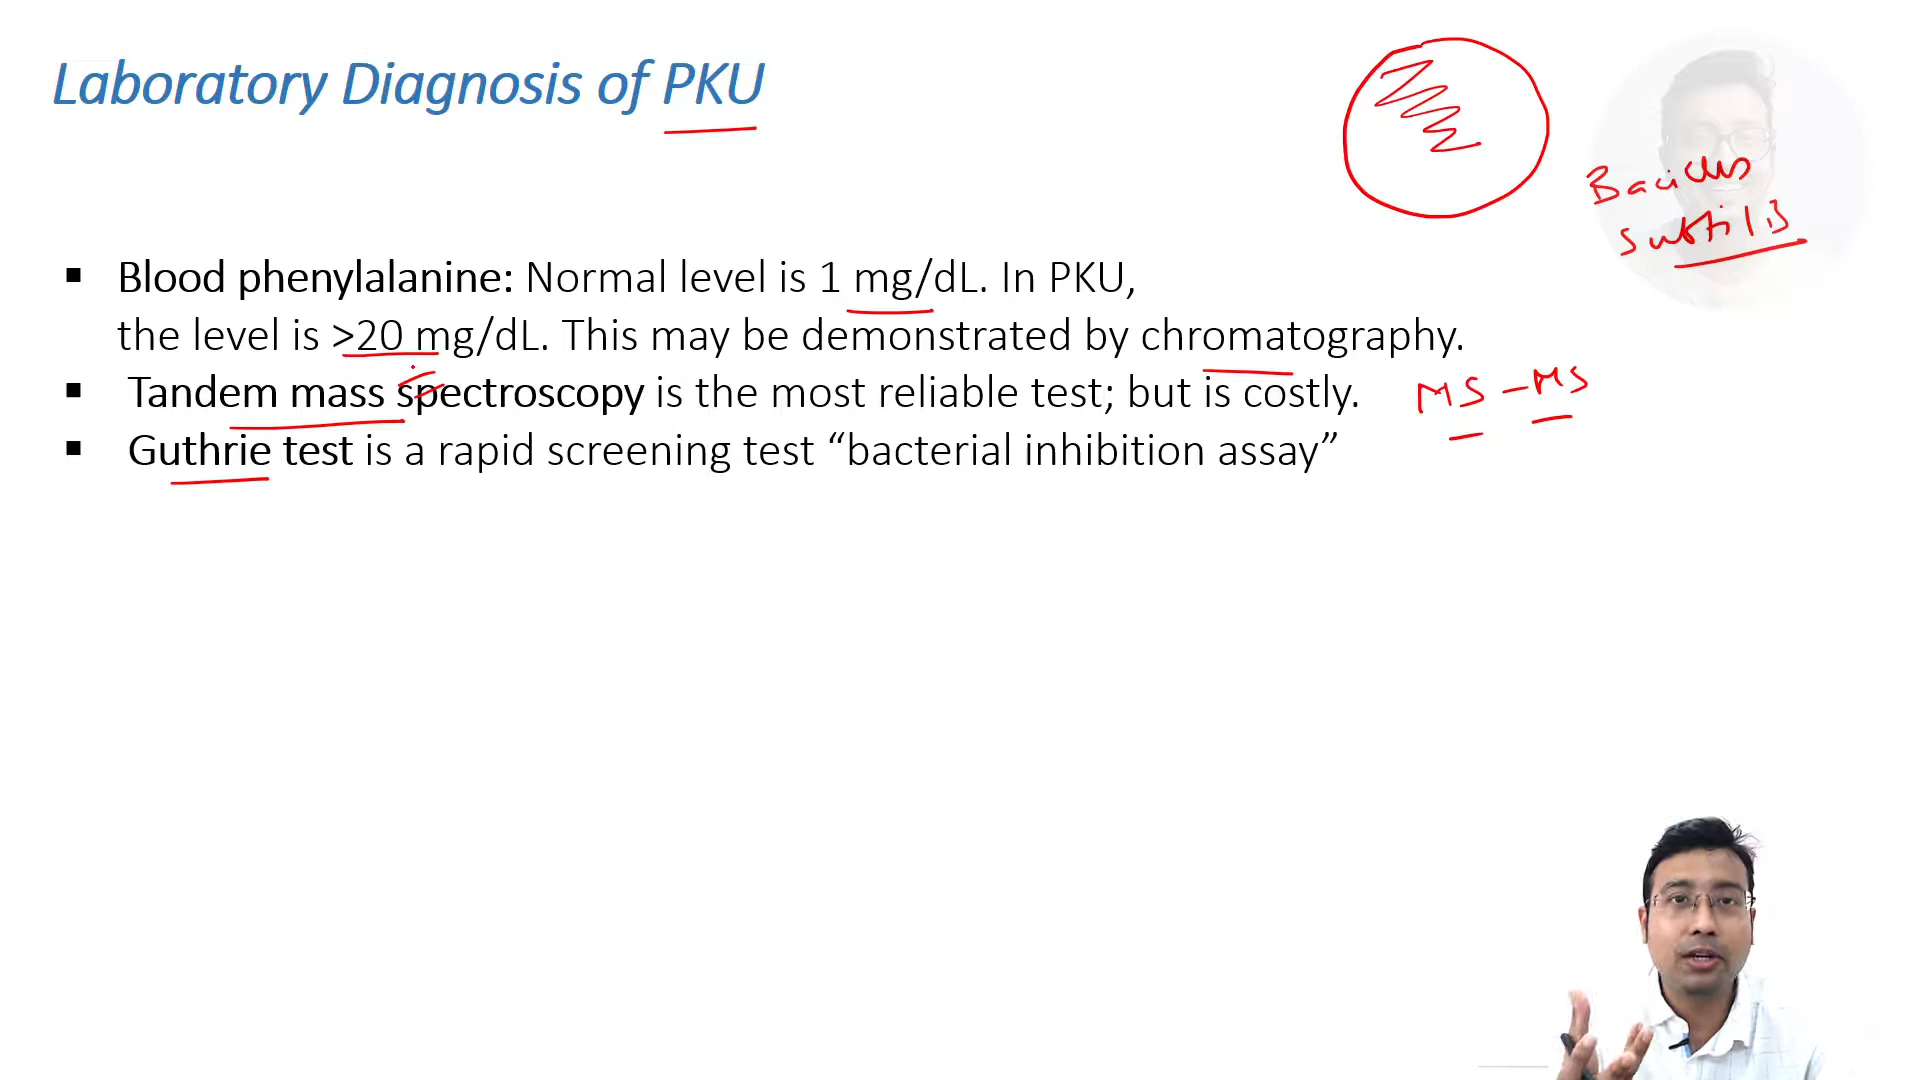 Laboratory Diagnosis of PKU
Bacillus
subtilis
▪ Blood phenylalanine: Normal level is 1 mg/dL. In PKU,
the level is >20 mg/dL. This may be demonstrated by chromatography.
▪ Tandem mass spectroscopy is the most reliable test; but is costly.
MS-MS
▪ Guthrie test is a rapid screening test “bacterial inhibition assay”